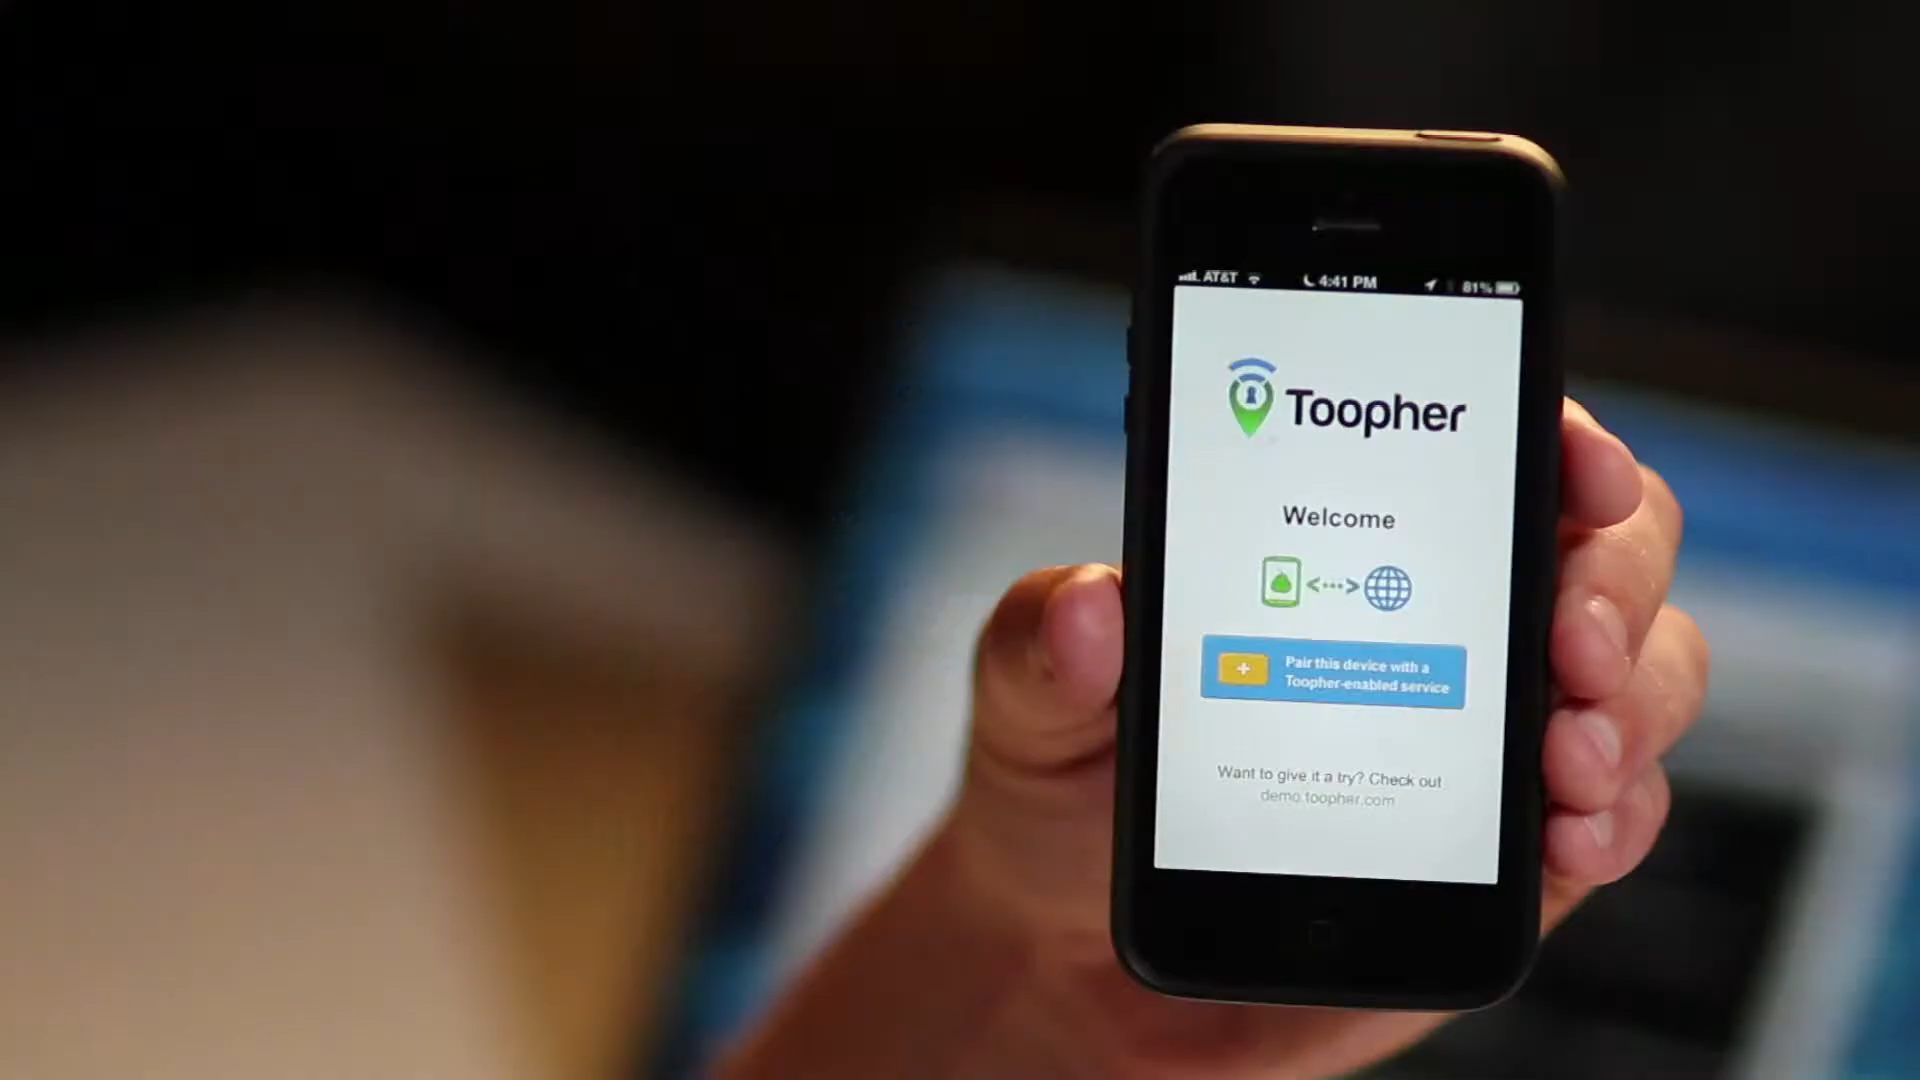 AT&T 4:41 PM 81%
Toopher
Welcome
Pair this device with a
Toopher-enabled service
Want to give it a try? Check out
demo.toopher.com